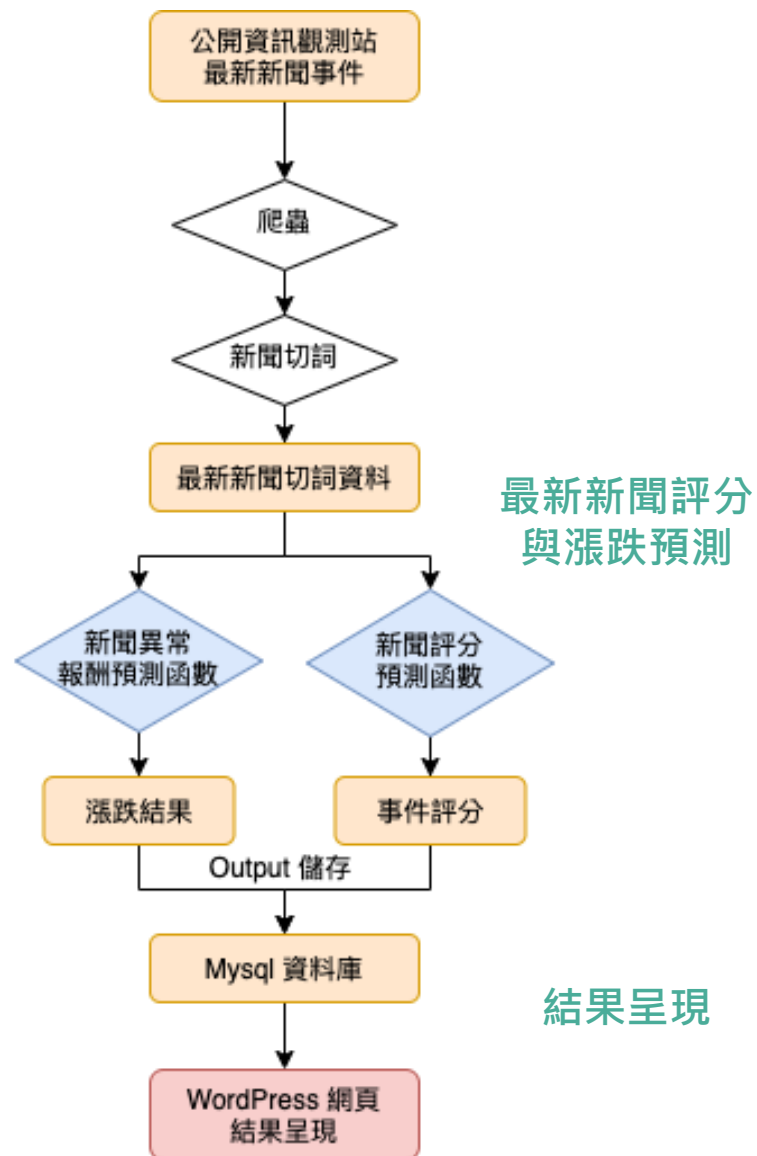 公開資訊觀測站
最新新聞事件
爬蟲
新聞切詞
最新新聞切詞資料
最新新聞評分
與漲跌預測
新聞異常
報酬預測函數
新聞評分
預測函數
漲跌結果
事件評分
Output 儲存
Mysql 資料庫
結果呈現
WordPress 網頁
結果呈現